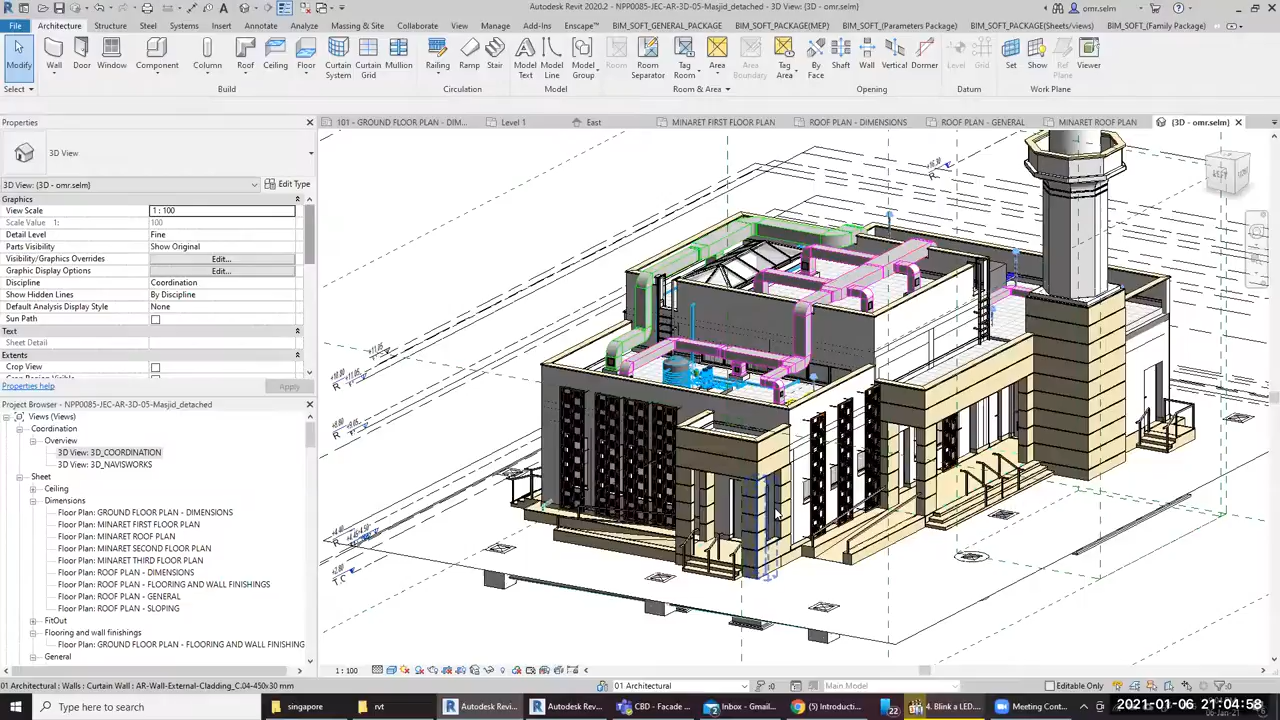 Autodesk Revit 2020.2 - NPP0085-JEC-AR-3D-05-Masjid_detached - 3D View: {3D - omr.selm}
omr.selm
File Architecture Structure Steel Systems Insert Annotate Analyze Massing & Site Collaborate View Manage Add-Ins Enscape™ BIM_SOFT_GENERAL_PACKAGE BIM_SOFT_PACKAGE(MEP) BIM_SOFT_(Parameters Package) BIM_SOFT_PACKAGE(Sheets/views) BIM_SOFT_(Family Package)
Modify Wall Door Window Component Column Roof Ceiling Floor Curtain System Curtain Grid Mullion Railing Ramp Stair Model Text Model Line Model Group Room Room Separator Tag Room Area Area Boundary Tag Area By Face Shaft Wall Vertical Dormer Level Grid Set Show Ref Plane Viewer
Select Build Circulation Model Room & Area Opening Datum Work Plane
Properties
101 - GROUND FLOOR PLAN - DIM... Level 1 East MINARET FIRST FLOOR PLAN ROOF PLAN - DIMENSIONS ROOF PLAN - GENERAL MINARET ROOF PLAN {3D - omr.selm}
3D View
3D View: {3D - omr.selm} Edit Type
Graphics
View Scale 1 : 100
Scale Value 1: 100
Detail Level Fine
Parts Visibility Show Original
Visibility/Graphics Overrides Edit...
Graphic Display Options Edit...
Discipline Coordination
Show Hidden Lines By Discipline
Default Analysis Display Style None
Sun Path
Text
Sheet Detail
Extents
Crop View
Properties help Apply
Project Browser - NPP0085-JEC-AR-3D-05-Masjid_detached
Views (Views)
Coordination
Overview
3D View: 3D_COORDINATION
3D View: 3D_NAVISWORKS
Sheet
Ceiling
Dimensions
Floor Plan: GROUND FLOOR PLAN - DIMENSIONS
Floor Plan: MINARET FIRST FLOOR PLAN
Floor Plan: MINARET ROOF PLAN
Floor Plan: MINARET SECOND FLOOR PLAN
Floor Plan: MINARET THIRD FLOOR PLAN
Floor Plan: ROOF PLAN - DIMENSIONS
Floor Plan: ROOF PLAN - FLOORING AND WALL FINISHINGS
Floor Plan: ROOF PLAN - GENERAL
Floor Plan: ROOF PLAN - SLOPING
FitOut
Flooring and wall finishings
Floor Plan: GROUND FLOOR PLAN - FLOORING AND WALL FINISHING
General
1 : 100
01 Architectural : Walls : Curtain Wall : AR-Wall-External-Cladding_C.04-450x30 mm 01 Architectural :0 Main Model Editable Only :0
Type here to search singapore rvt Autodesk Revi... Autodesk Rev... CBD - Facade ... Inbox - Gmail... (5) Introducti... 22 4. Blink a LED... Meeting Cont... 2021-01-06 21:04:58